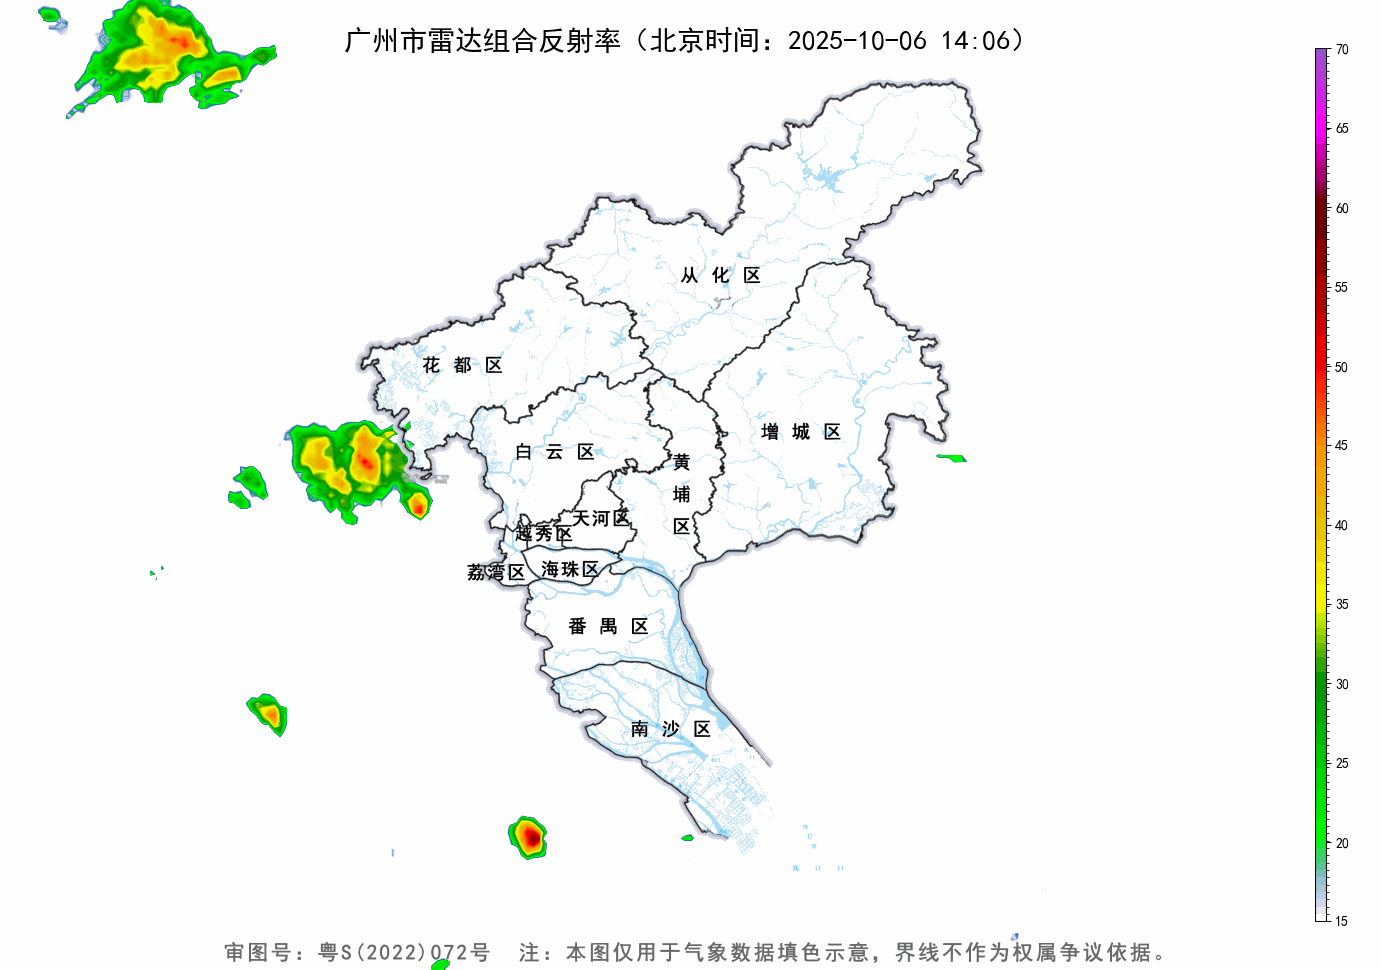 广州市雷达组合反射率（北京时间：2025-10-06 14:06）
70
65
60
55
50
45
40
35
30
25
20
15
从化区
花都区
增城区
白云区
黄埔区
天河区
越秀区
海珠区
荔湾区
番禺区
南沙区
审图号：粤S(2022)072号 注：本图仅用于气象数据填色示意，界线不作为权属争议依据。